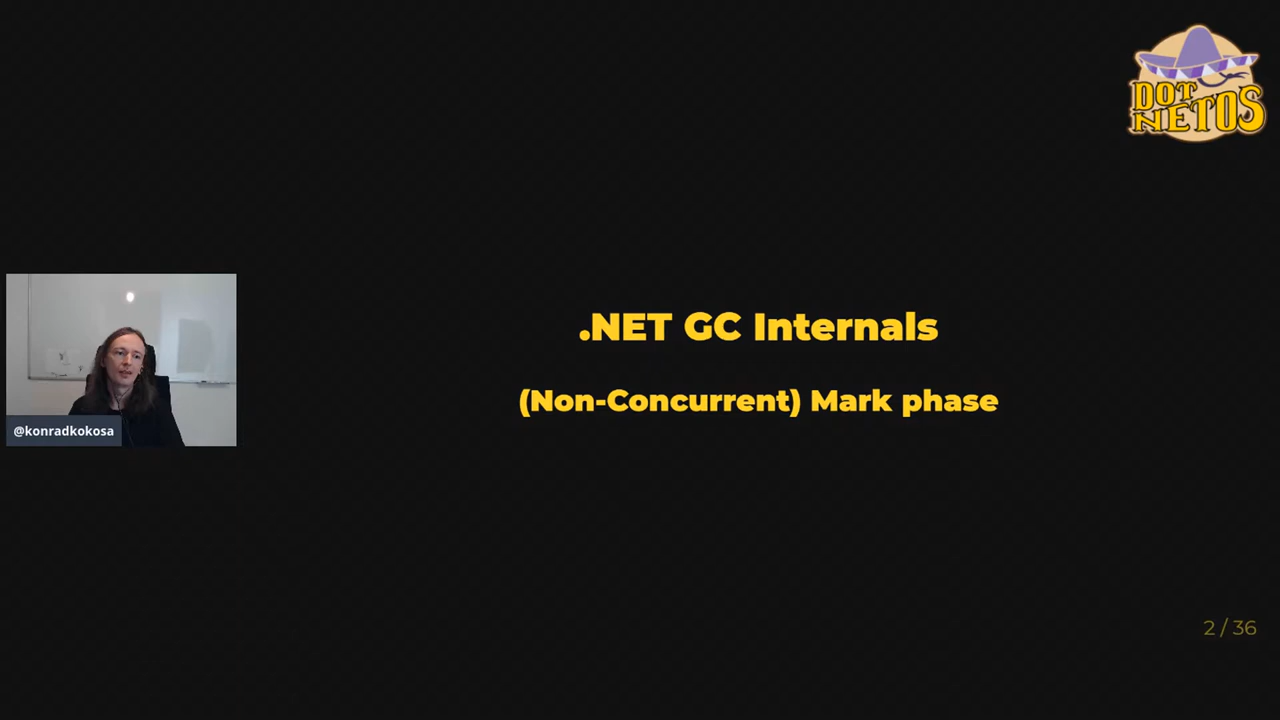 DOT
NETOS
.NET GC Internals
(Non-Concurrent) Mark phase
@konradkokosa
2 / 36